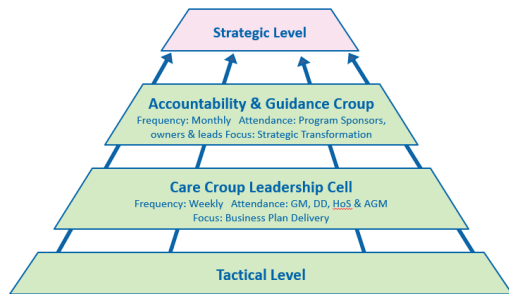 Strategic Level
Accountability & Guidance Croup
Frequency: Monthly   Attendance: Program Sponsors,
owners & leads Focus: Strategic Transformation
Care Croup Leadership Cell
Frequency: Weekly   Attendance: GM, DD, HoS & AGM
Focus: Business Plan Delivery
Tactical Level